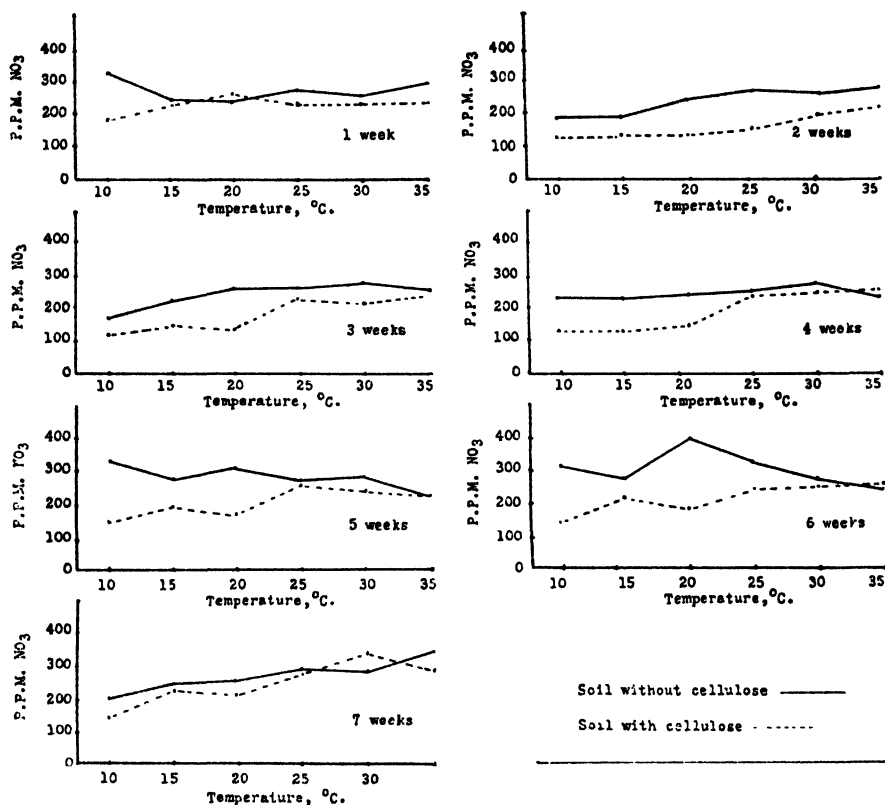 P.P.M. NO3
400
300
200
100
0
1 week
10 15 20 25 30 35
Temperature, °C.
P.P.M. NO3
400
300
200
100
0
2 weeks
10 15 20 25 30 35
Temperature, °C.
P.P.M. NO3
400
300
200
100
0
3 weeks
10 15 20 25 30 35
Temperature, °C.
P.P.M. NO3
400
300
200
100
0
4 weeks
10 15 20 25 30 35
Temperature, °C.
P.P.M. NO3
400
300
200
100
0
5 weeks
10 15 20 25 30 35
Temperature, °C.
P.P.M. NO3
400
300
200
100
0
6 weeks
10 15 20 25 30 35
Temperature, °C.
P.P.M. NO3
400
300
200
100
0
7 weeks
10 15 20 25 30
Temperature, °C.
Soil without cellulose
Soil with cellulose